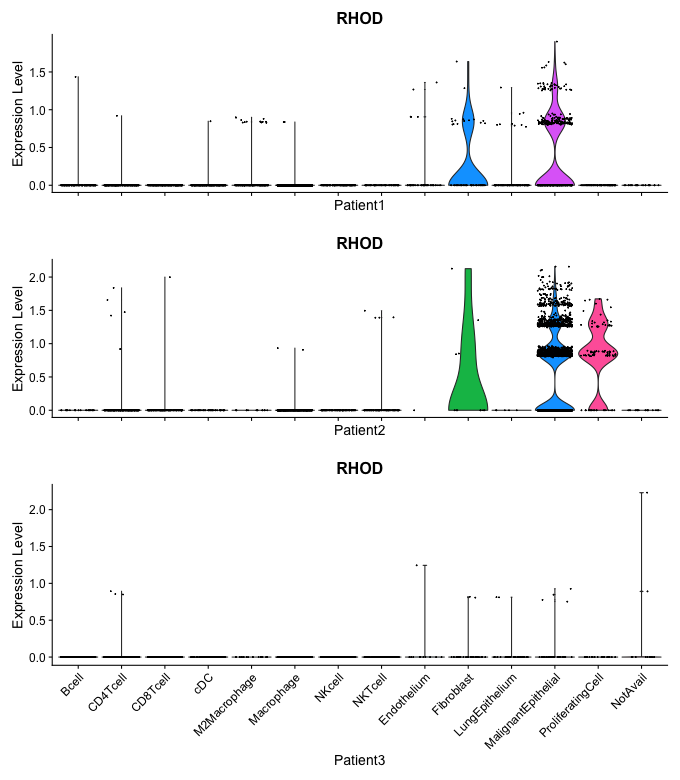 RHOD
Expression Level
1.5
1.0
0.5
0.0
Patient1
RHOD
Expression Level
2.0
1.5
1.0
0.5
0.0
Patient2
RHOD
Expression Level
2.0
1.5
1.0
0.5
0.0
Bcell
CD4Tcell
CD8Tcell
cDC
M2Macrophage
Macrophage
NKcell
NKTcell
Endothelium
Fibroblast
LungEpithelium
MalignantEpithelial
ProliferatingCell
NotAvail
Patient3